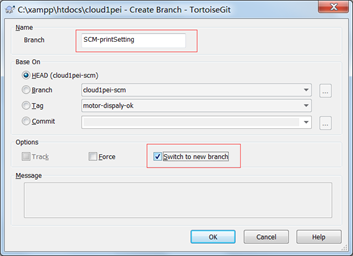 C:\xampp\htdocs\cloud1pei - Create Branch - TortoiseGit
Name
Branch SCM-printSetting
Base On
HEAD (cloud1pei-scm)
Branch cloud1pei-scm ...
Tag motor-dispaly-ok
Commit ...
Options
Track Force Switch to new branch
Message
OK Cancel Help